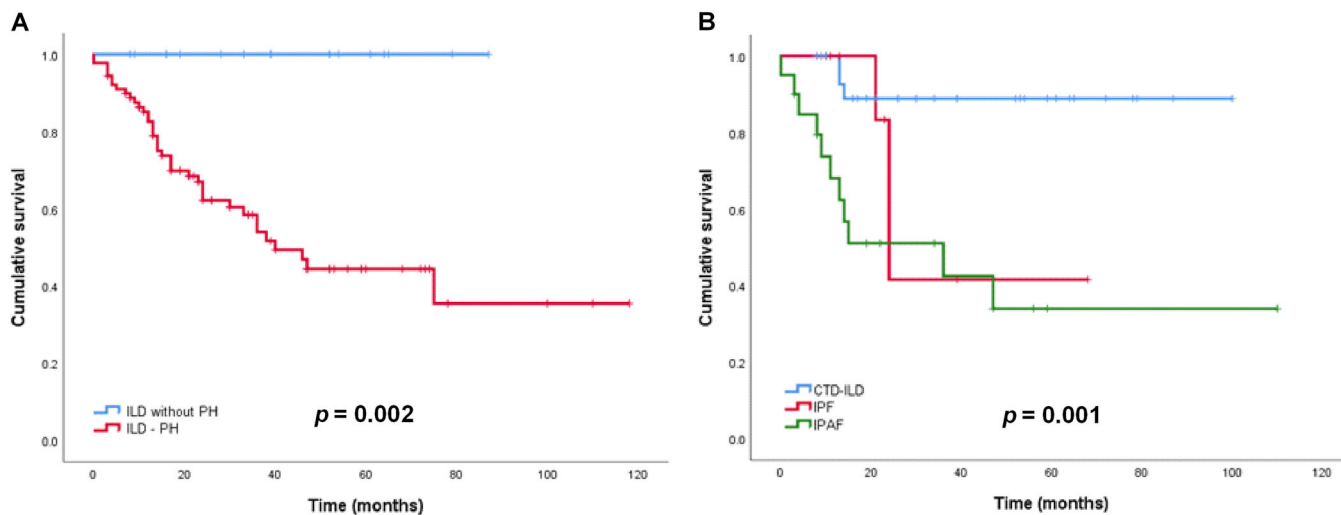 A
Cumulative survival
1.0
0.8
0.6
0.4
0.2
0.0
ILD without PH
ILD - PH
p = 0.002
0 20 40 60 80 100 120
Time (months)
B
Cumulative survival
1.0
0.8
0.6
0.4
0.2
0.0
CTD-ILD
IPF
IPAF
p = 0.001
0 20 40 60 80 100 120
Time (months)